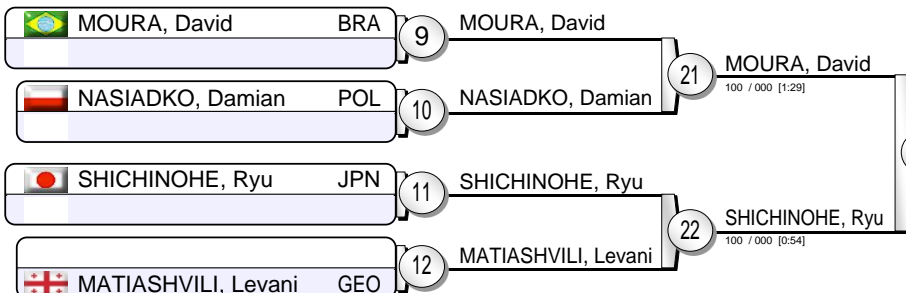 MOURA, David BRA 9 MOURA, David
21 MOURA, David
100 / 000 [1:29]
NASIADKO, Damian POL 10 NASIADKO, Damian
SHICHINOHE, Ryu JPN 11 SHICHINOHE, Ryu
22 SHICHINOHE, Ryu
100 / 000 [0:54]
MATIASHVILI, Levani GEO 12 MATIASHVILI, Levani